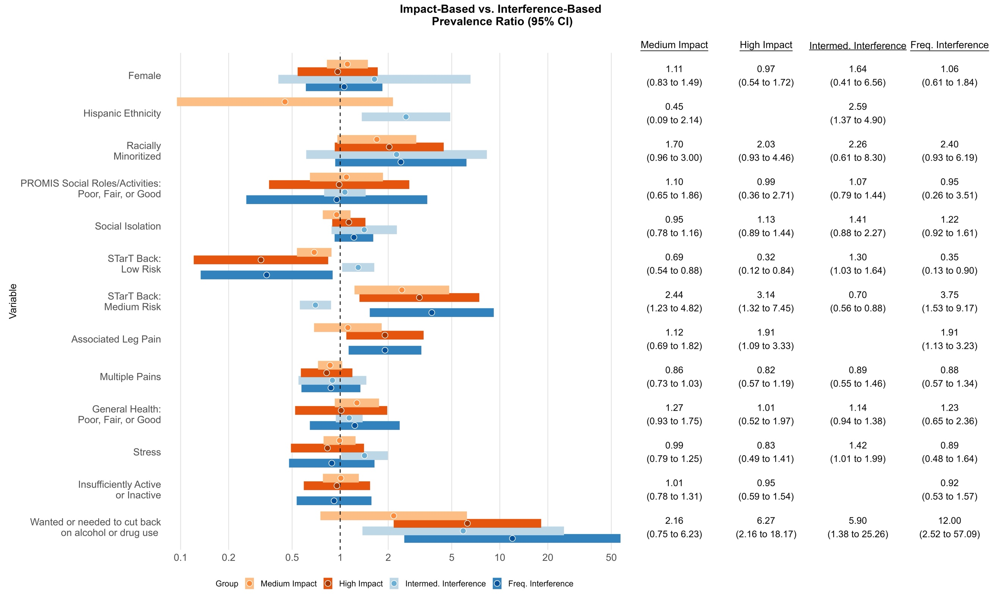 Impact-Based vs. Interference-Based
Prevalence Ratio (95% CI)
Medium Impact High Impact Intermed. Interference Freq. Interference
Female
1.11 0.97 1.64 1.06
(0.83 to 1.49) (0.54 to 1.72) (0.41 to 6.56) (0.61 to 1.84)
Hispanic Ethnicity
0.45 2.59
(0.09 to 2.14) (1.37 to 4.90)
Racially
Minoritized
1.70 2.03 2.26 2.40
(0.96 to 3.00) (0.93 to 4.46) (0.61 to 8.30) (0.93 to 6.19)
PROMIS Social Roles/Activities:
Poor, Fair, or Good
1.10 0.99 1.07 0.95
(0.65 to 1.86) (0.36 to 2.71) (0.79 to 1.44) (0.26 to 3.51)
Social Isolation
0.95 1.13 1.41 1.22
(0.78 to 1.16) (0.89 to 1.44) (0.88 to 2.27) (0.92 to 1.61)
STarT Back:
Low Risk
0.69 0.32 1.30 0.35
(0.54 to 0.88) (0.12 to 0.84) (1.03 to 1.64) (0.13 to 0.90)
STarT Back:
Medium Risk
2.44 3.14 0.70 3.75
(1.23 to 4.82) (1.32 to 7.45) (0.56 to 0.88) (1.53 to 9.17)
Associated Leg Pain
1.12 1.91 1.91
(0.69 to 1.82) (1.09 to 3.33) (1.13 to 3.23)
Multiple Pains
0.86 0.82 0.89 0.88
(0.73 to 1.03) (0.57 to 1.19) (0.55 to 1.46) (0.57 to 1.34)
General Health:
Poor, Fair, or Good
1.27 1.01 1.14 1.23
(0.93 to 1.75) (0.52 to 1.97) (0.94 to 1.38) (0.65 to 2.36)
Stress
0.99 0.83 1.42 0.89
(0.79 to 1.25) (0.49 to 1.41) (1.01 to 1.99) (0.48 to 1.64)
Insufficiently Active
or Inactive
1.01 0.95 0.92
(0.78 to 1.31) (0.59 to 1.54) (0.53 to 1.57)
Wanted or needed to cut back
on alcohol or drug use
2.16 6.27 5.90 12.00
(0.75 to 6.23) (2.16 to 18.17) (1.38 to 25.26) (2.52 to 57.09)
Variable
0.1 0.2 0.5 1 2 5 10 20 50
Group Medium Impact High Impact Intermed. Interference Freq. Interference